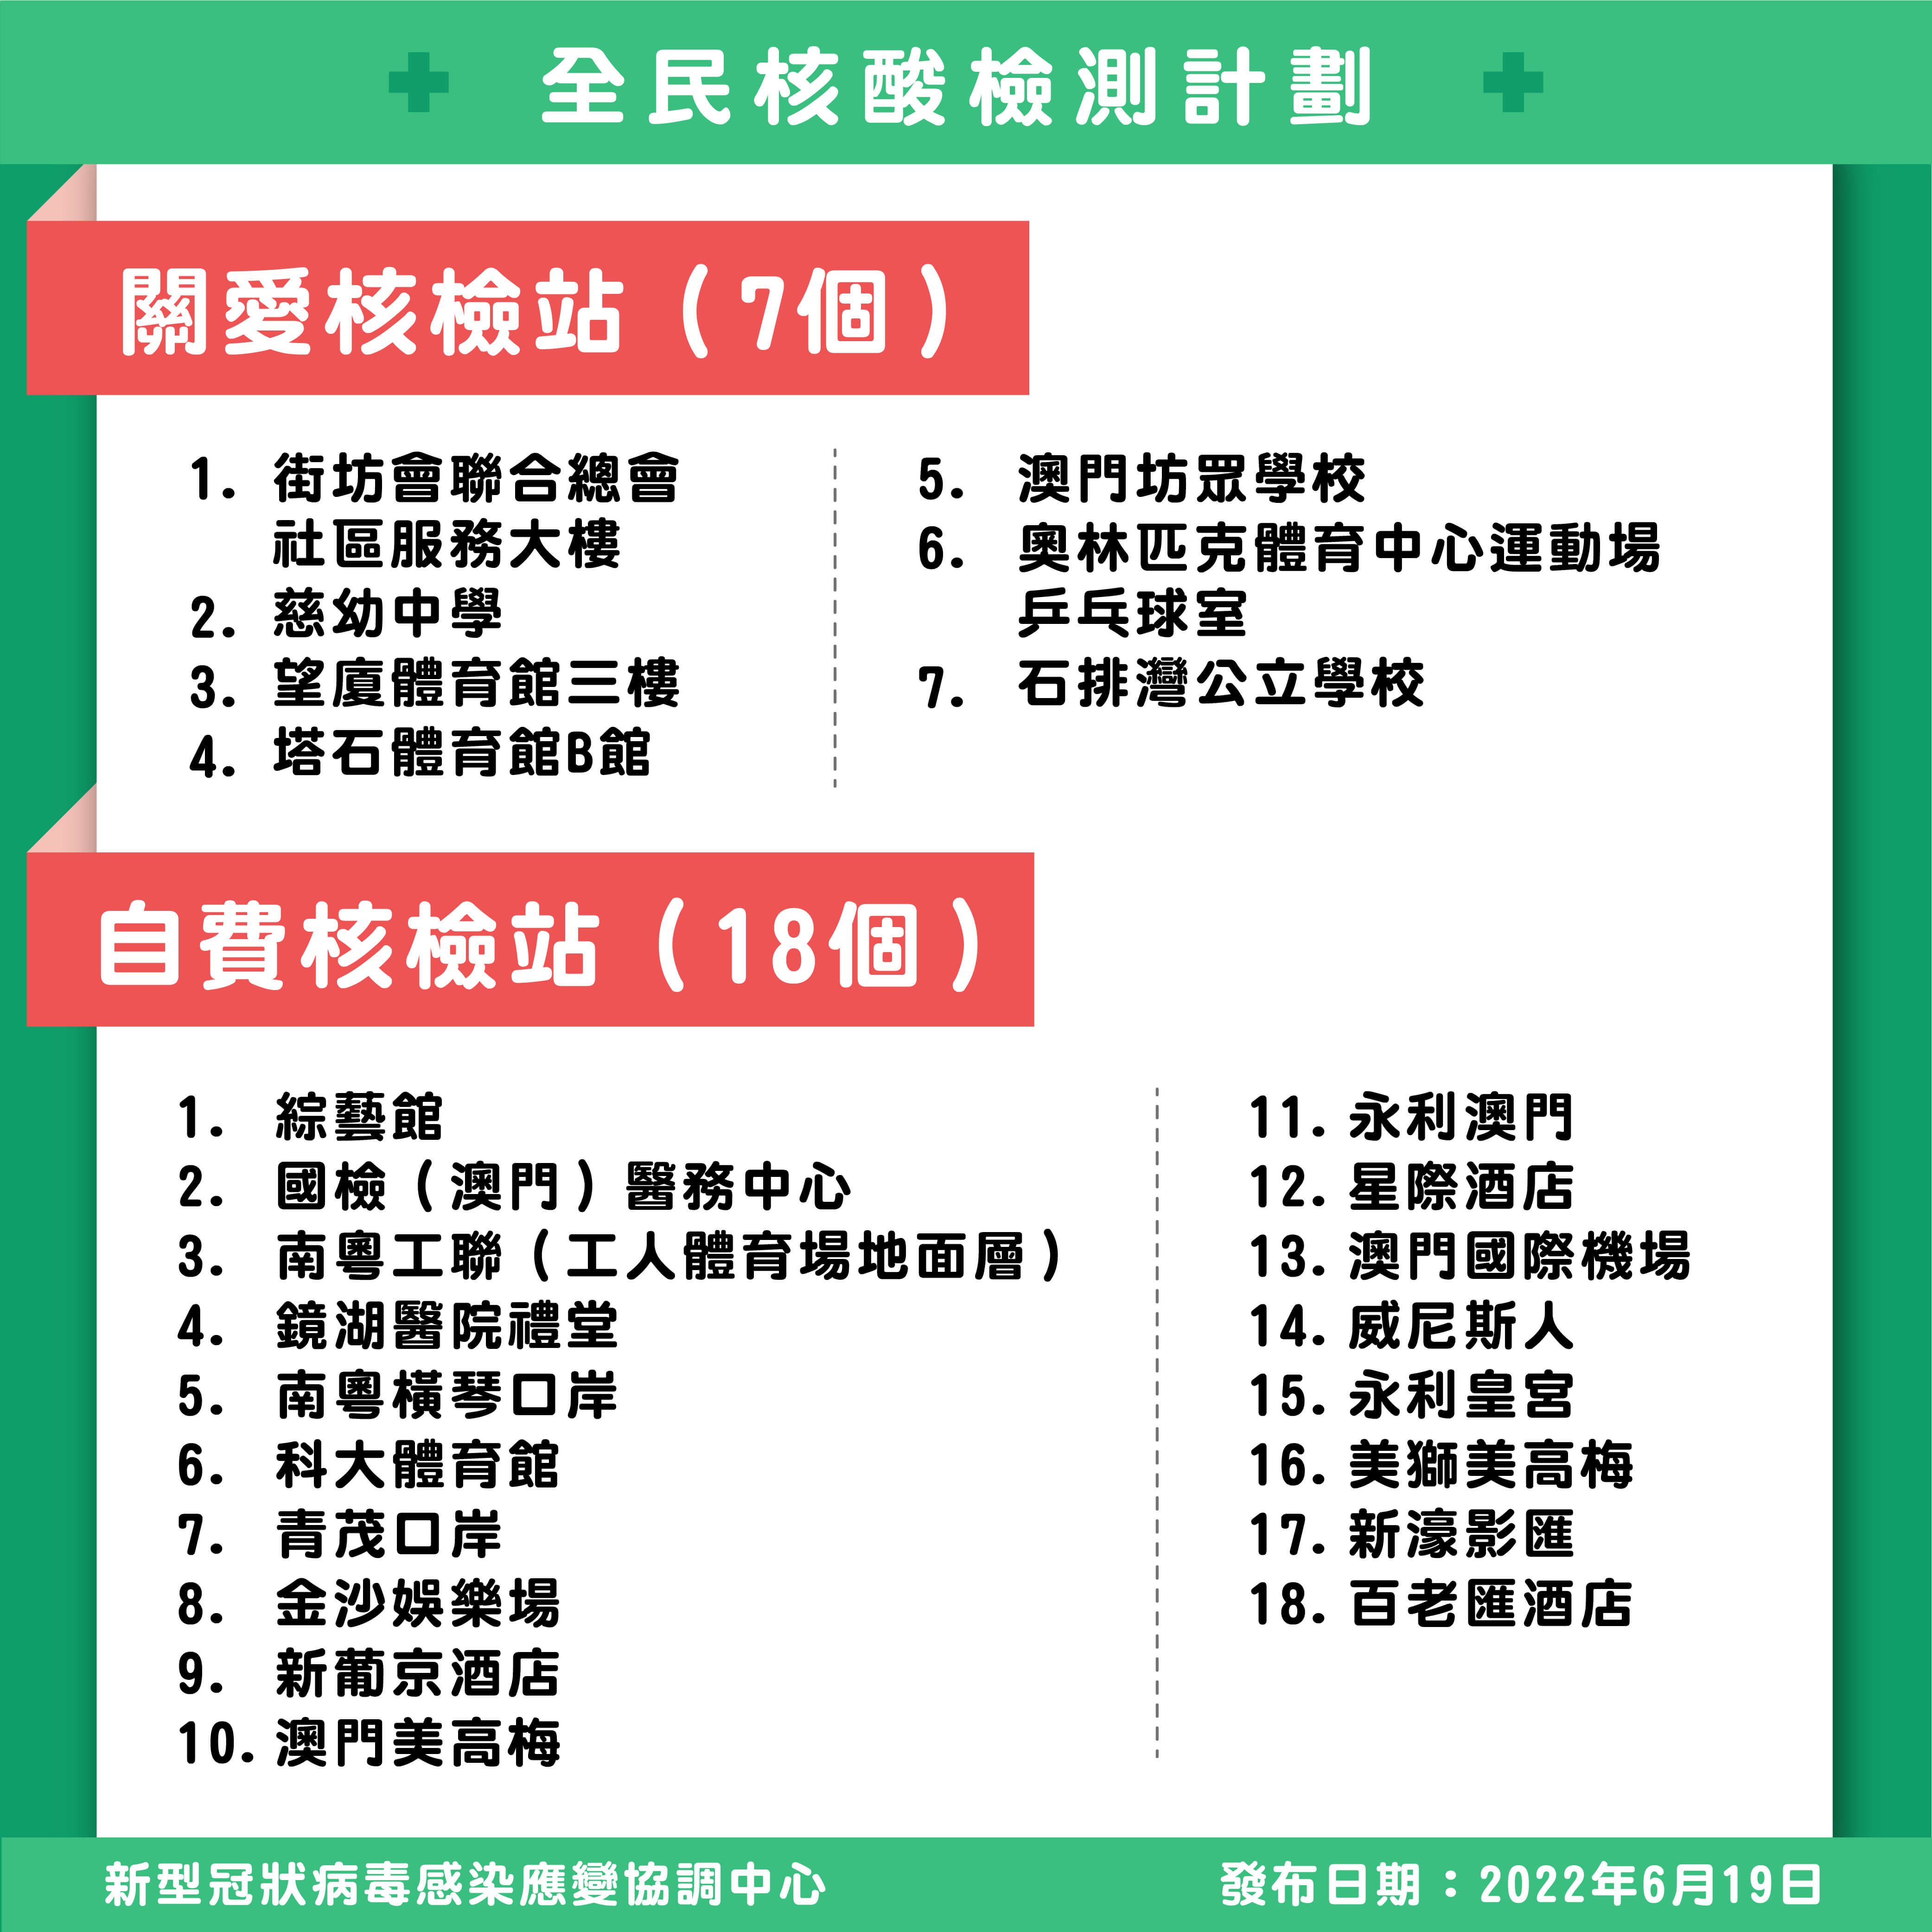 全民核酸檢測計劃
關愛核檢站（7個）
1. 街坊會聯合總會
社區服務大樓
2. 慈幼中學
3. 望廈體育館三樓
4. 塔石體育館B館
5. 澳門坊眾學校
6. 奧林匹克體育中心運動場
乒乓球室
7. 石排灣公立學校
自費核檢站（18個）
1. 綜藝館
2. 國檢（澳門）醫務中心
3. 南粵工聯（工人體育場地面層）
4. 鏡湖醫院禮堂
5. 南粵橫琴口岸
6. 科大體育館
7. 青茂口岸
8. 金沙娛樂場
9. 新葡京酒店
10. 澳門美高梅
11. 永利澳門
12. 星際酒店
13. 澳門國際機場
14. 威尼斯人
15. 永利皇宮
16. 美獅美高梅
17. 新濠影匯
18. 百老匯酒店
新型冠狀病毒感染應變協調中心
發布日期：2022年6月19日